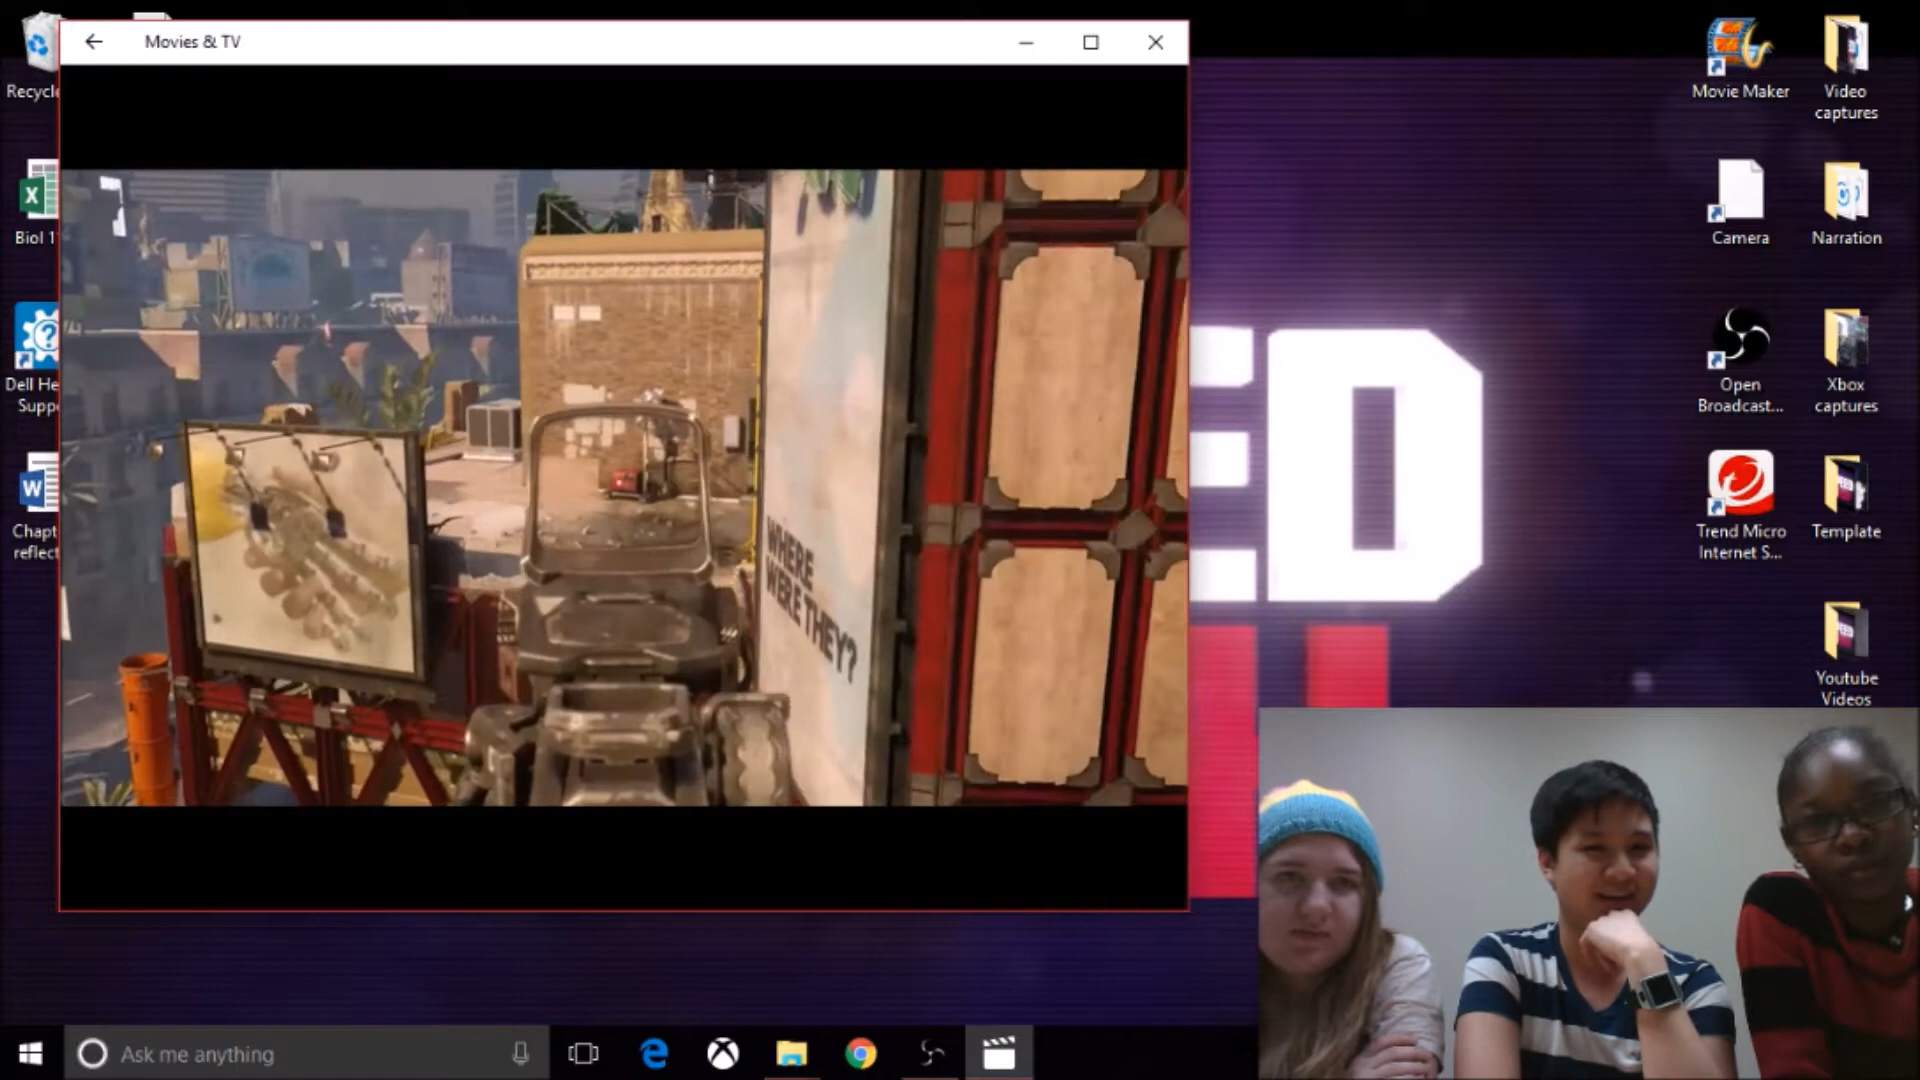 Movies & TV
Recycle
Biol 1
Dell He
Supp
Chapt
reflect
WHERE
WERE THEY?
ED
Movie Maker
Video
captures
Camera
Narration
Open
Broadcast...
Xbox
captures
Trend Micro
Internet S...
Template
Youtube
Videos
Ask me anything